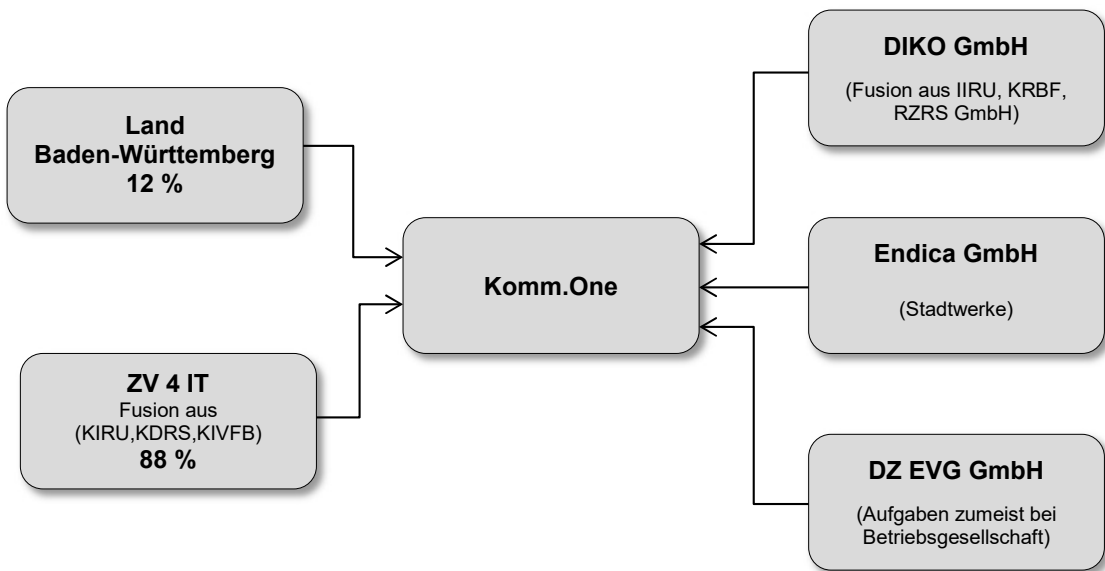 Land
Baden-Württemberg
12 %
ZV 4 IT
Fusion aus
(KIRU,KDRS,KIVFB)
88 %
Komm.One
DIKO GmbH
(Fusion aus IIRU, KRBF,
RZRS GmbH)
Endica GmbH
(Stadtwerke)
DZ EVG GmbH
(Aufgaben zumeist bei
Betriebsgesellschaft)